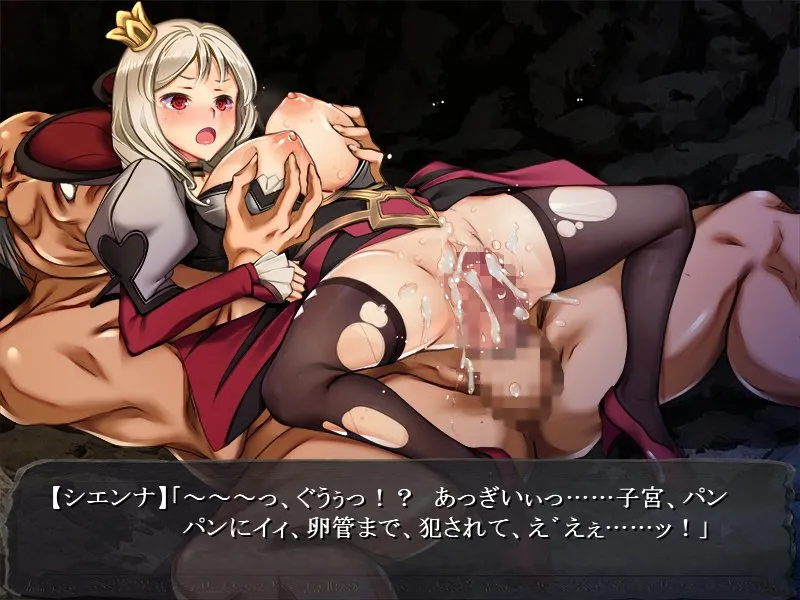 【シエンナ】「～～～っ、ぐうぅっ！？　あっぎいぃっ……子宮、パン
パンにイィ、卵管まで、犯されて、え゛えぇ……ッ！」